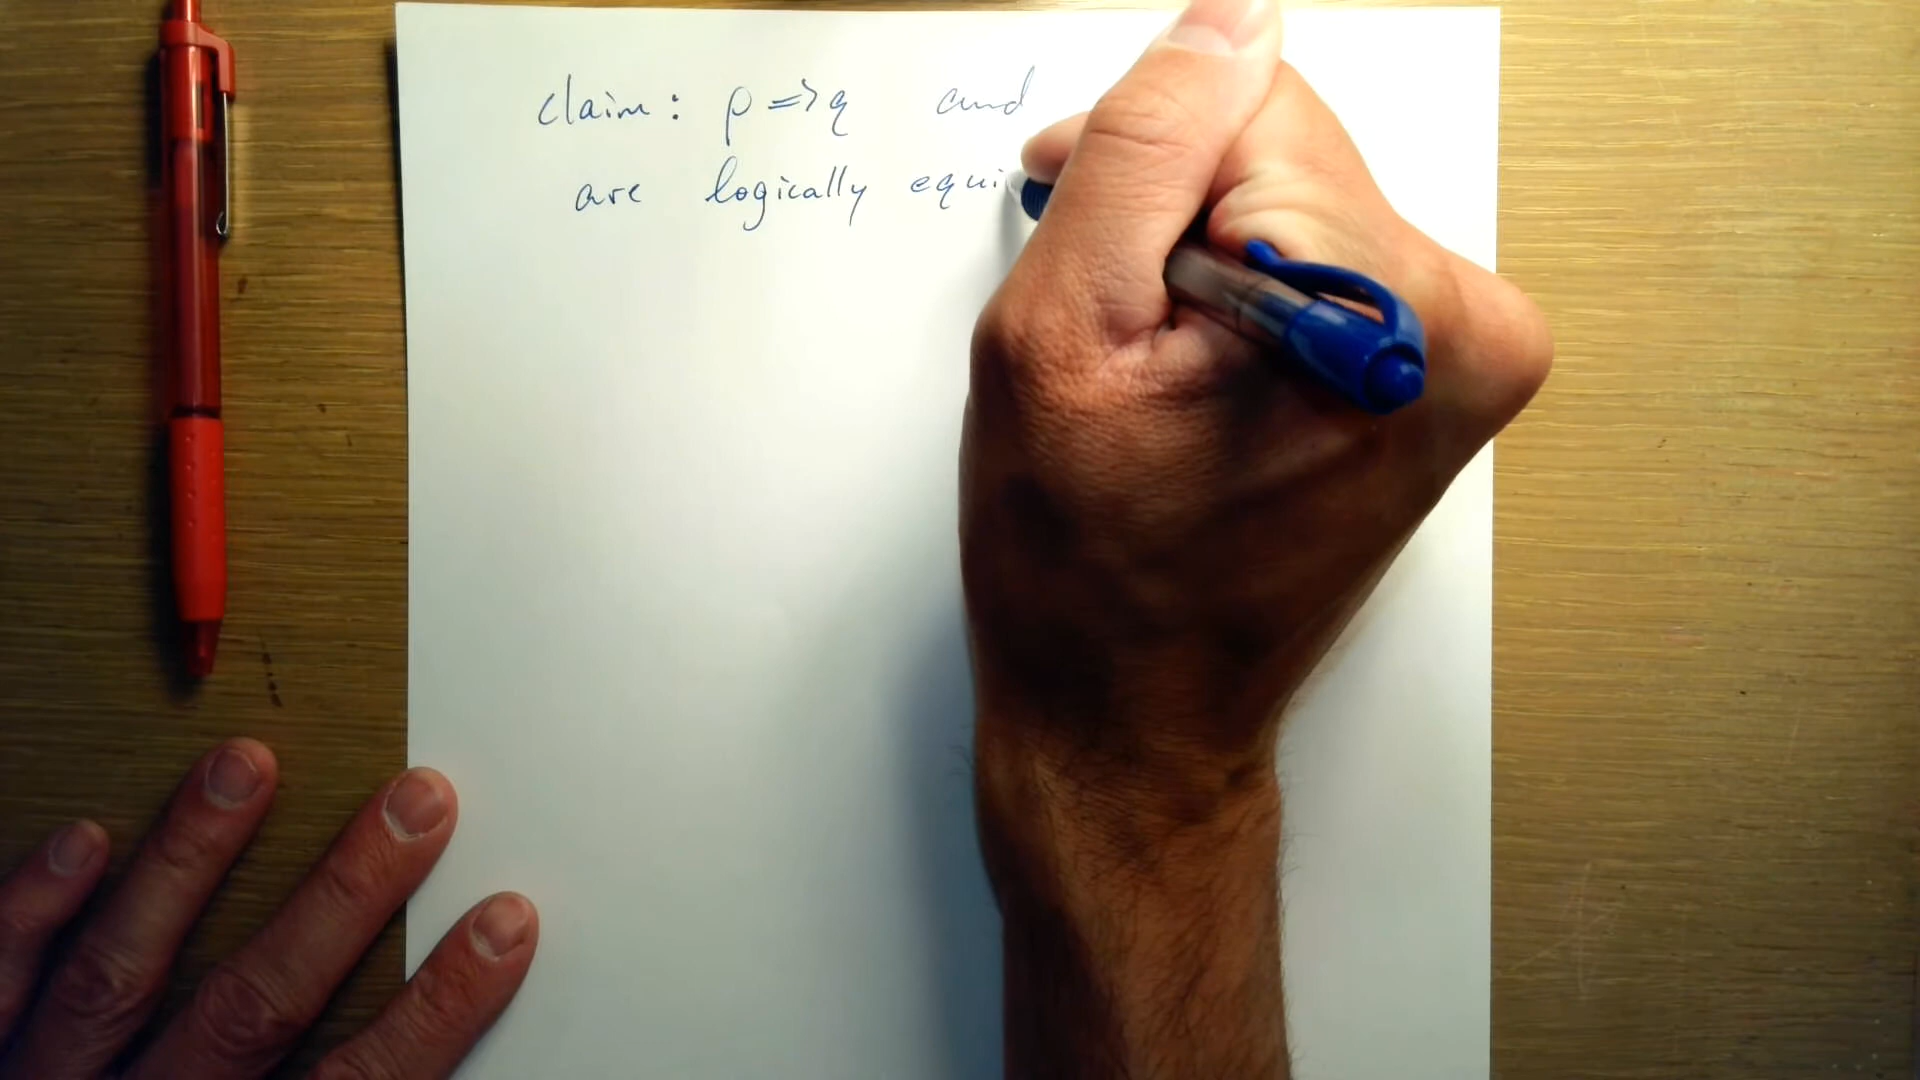 claim: p => q and
are logically equi